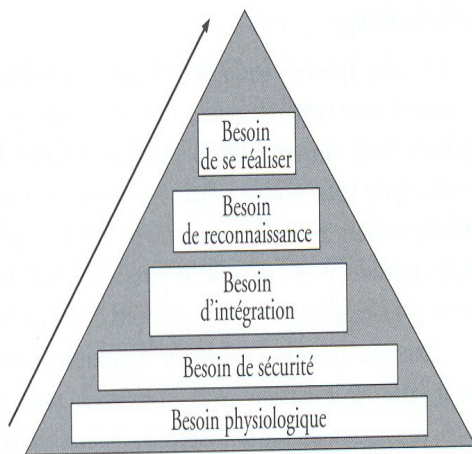 Besoin
de se réaliser
Besoin
de reconnaissance
Besoin
d'intégration
Besoin de sécurité
Besoin physiologique